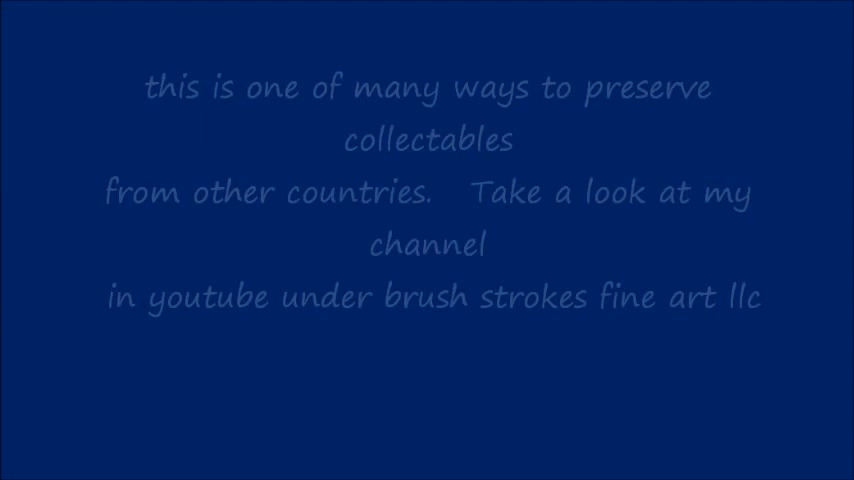 this is one of many ways to preserve
collectables
from other countries.   Take a look at my
channel
in youtube under brush strokes fine art llc